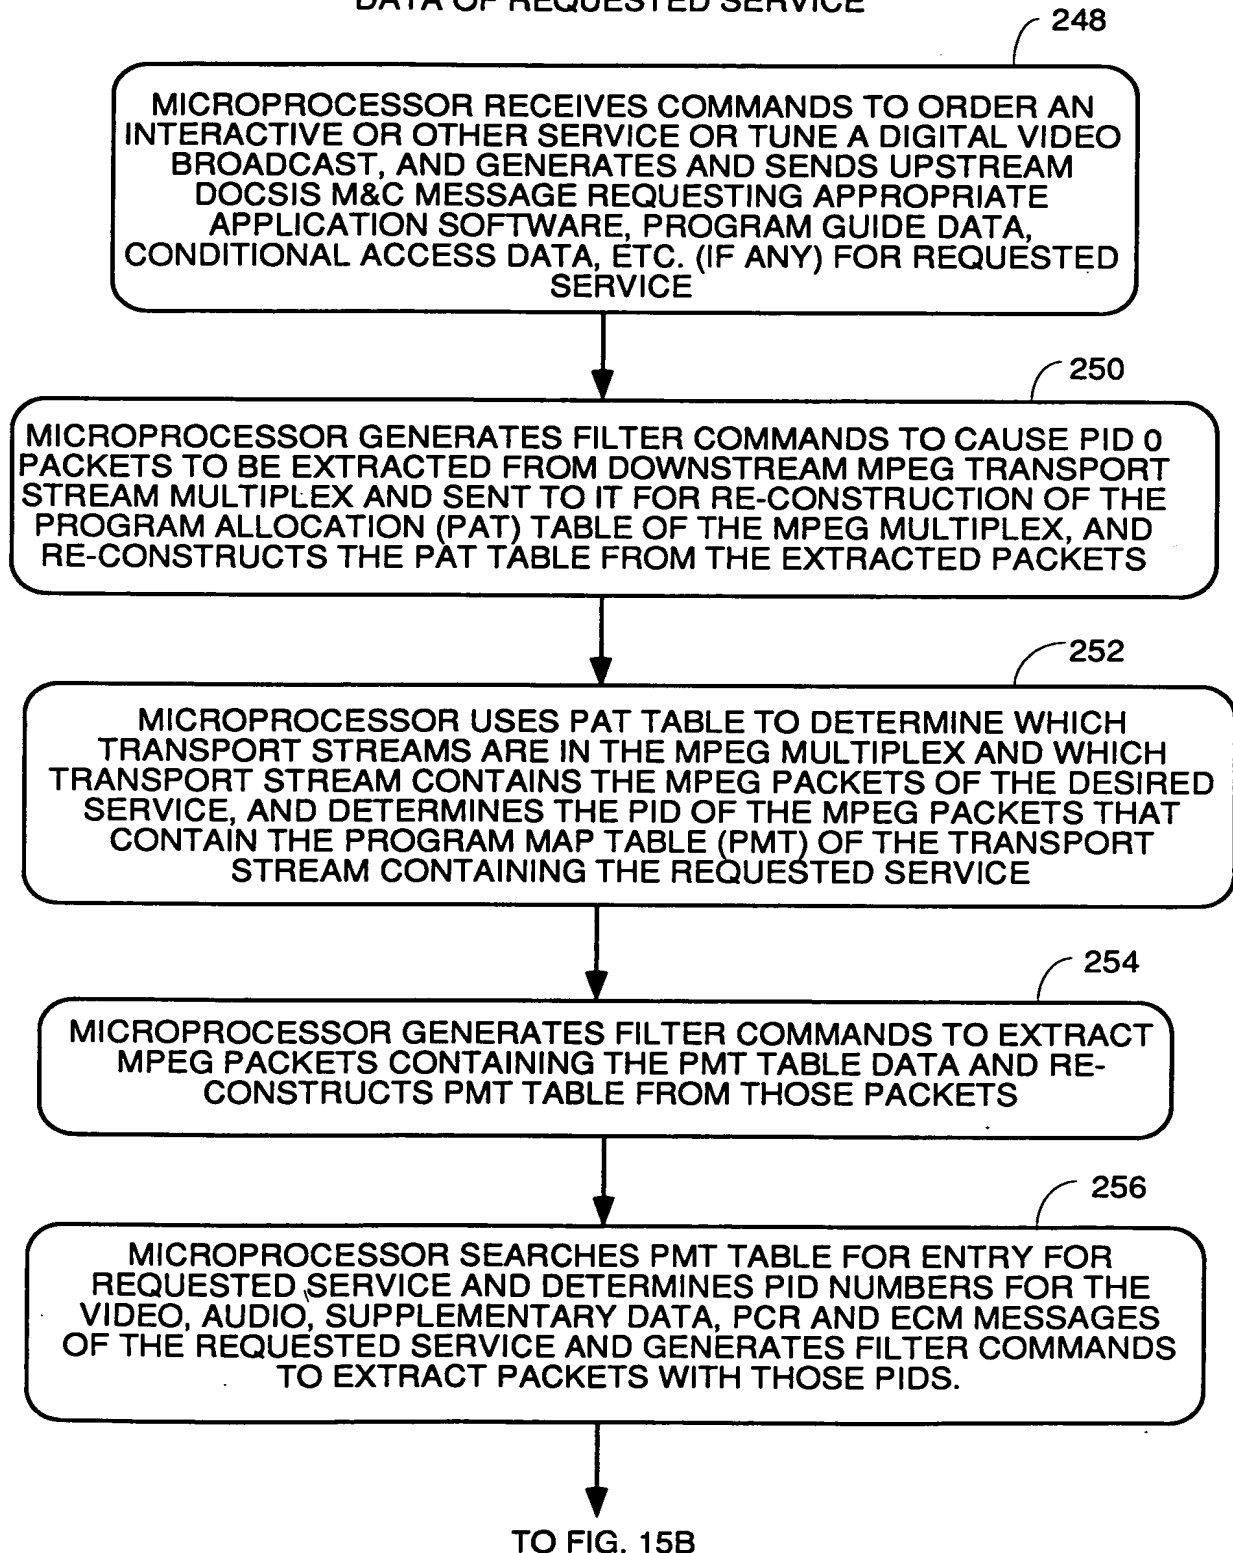 DATA OF REQUESTED SERVICE
248
MICROPROCESSOR RECEIVES COMMANDS TO ORDER AN
INTERACTIVE OR OTHER SERVICE OR TUNE A DIGITAL VIDEO
BROADCAST, AND GENERATES AND SENDS UPSTREAM
DOCSIS M&C MESSAGE REQUESTING APPROPRIATE
APPLICATION SOFTWARE, PROGRAM GUIDE DATA,
CONDITIONAL ACCESS DATA, ETC. (IF ANY) FOR REQUESTED
SERVICE
250
MICROPROCESSOR GENERATES FILTER COMMANDS TO CAUSE PID 0
PACKETS TO BE EXTRACTED FROM DOWNSTREAM MPEG TRANSPORT
STREAM MULTIPLEX AND SENT TO IT FOR RE-CONSTRUCTION OF THE
PROGRAM ALLOCATION (PAT) TABLE OF THE MPEG MULTIPLEX, AND
RE-CONSTRUCTS THE PAT TABLE FROM THE EXTRACTED PACKETS
252
MICROPROCESSOR USES PAT TABLE TO DETERMINE WHICH
TRANSPORT STREAMS ARE IN THE MPEG MULTIPLEX AND WHICH
TRANSPORT STREAM CONTAINS THE MPEG PACKETS OF THE DESIRED
SERVICE, AND DETERMINES THE PID OF THE MPEG PACKETS THAT
CONTAIN THE PROGRAM MAP TABLE (PMT) OF THE TRANSPORT
STREAM CONTAINING THE REQUESTED SERVICE
254
MICROPROCESSOR GENERATES FILTER COMMANDS TO EXTRACT
MPEG PACKETS CONTAINING THE PMT TABLE DATA AND RE-
CONSTRUCTS PMT TABLE FROM THOSE PACKETS
256
MICROPROCESSOR SEARCHES PMT TABLE FOR ENTRY FOR
REQUESTED SERVICE AND DETERMINES PID NUMBERS FOR THE
VIDEO, AUDIO, SUPPLEMENTARY DATA, PCR AND ECM MESSAGES
OF THE REQUESTED SERVICE AND GENERATES FILTER COMMANDS
TO EXTRACT PACKETS WITH THOSE PIDS.
TO FIG. 15B